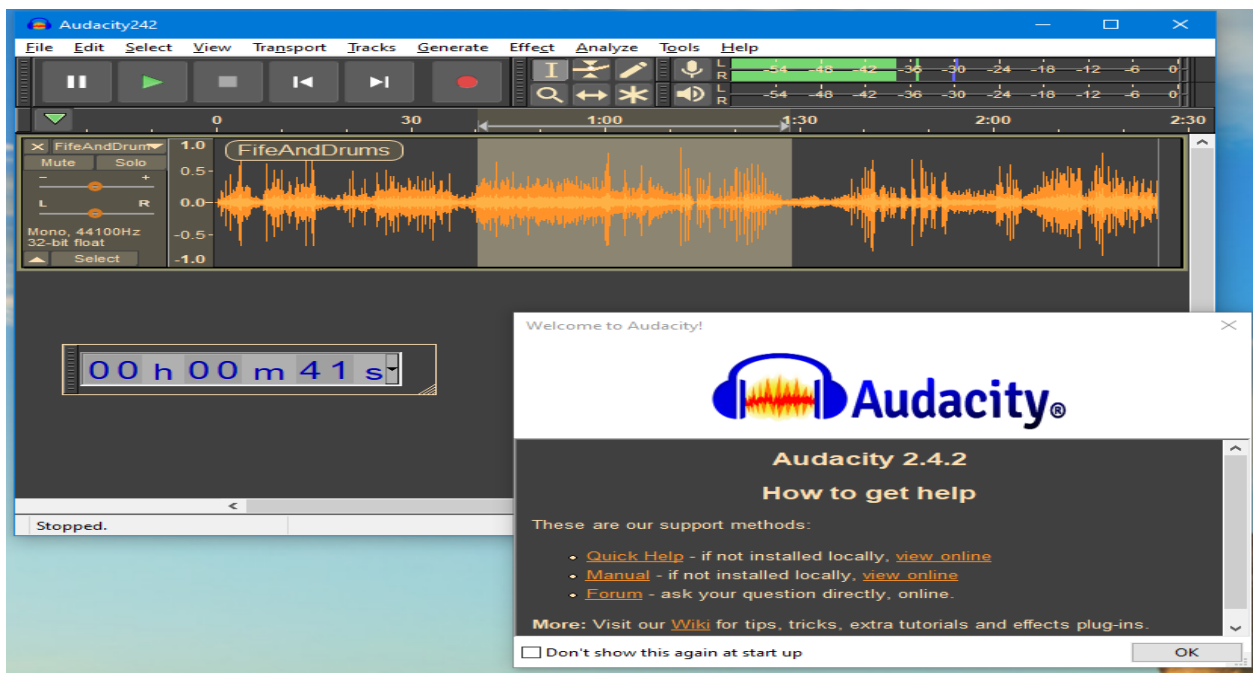 Audacity242
File Edit Select View Transport Tracks Generate Effect Analyze Tools Help
L
R -54 -48 -42 -36 -30 -24 -18 -12 -6 0
L
R -54 -48 -42 -36 -30 -24 -18 -12 -6 0
0 30 1:00 1:30 2:00 2:30
FifeAndDrum
Mute Solo
- +
L R
Mono, 44100Hz
32-bit float
Select
1.0
0.5
0.0
-0.5
-1.0
FifeAndDrums
00 h 00 m 41 s
Stopped.
Welcome to Audacity!
Audacity®
Audacity 2.4.2
How to get help
These are our support methods:
• Quick Help - if not installed locally, view online
• Manual - if not installed locally, view online
• Forum - ask your question directly, online.
More: Visit our Wiki for tips, tricks, extra tutorials and effects plug-ins.
Don't show this again at start up
OK